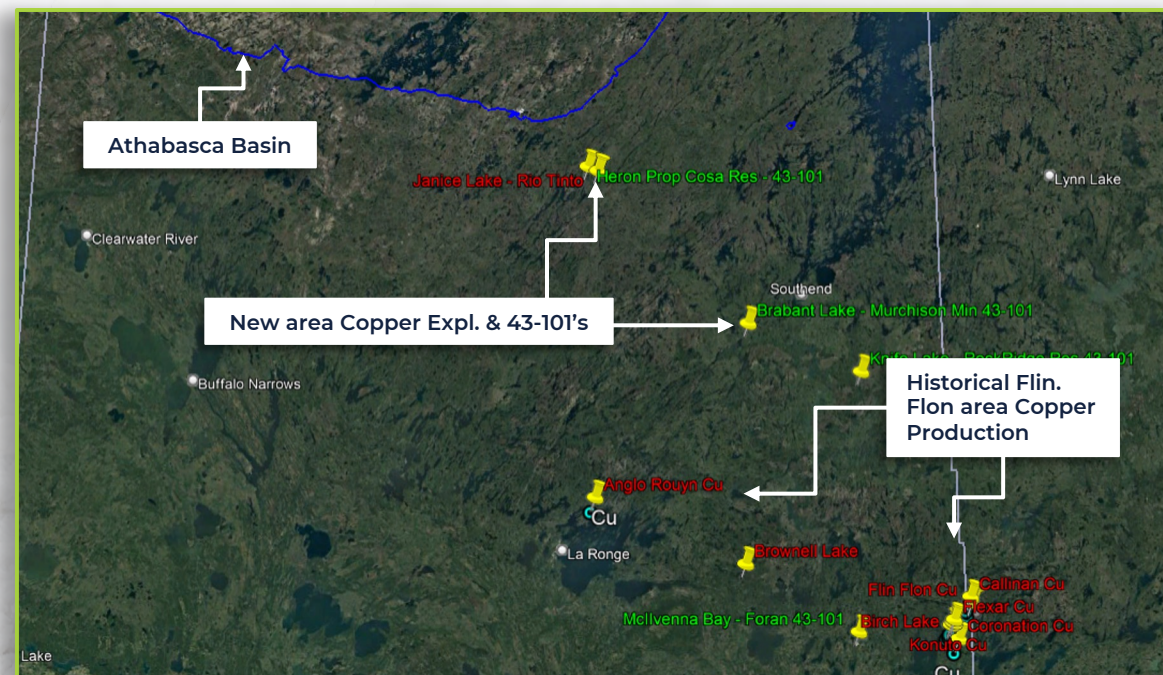 Athabasca Basin
Janice Lake - Rio Tinto
Heron Prop Cosa Res - 43-101
Lynn Lake
Clearwater River
Southend
New area Copper Expl. & 43-101’s
Brabant Lake - Murchison Min 43-101
Knife Lake - RockRidge Res 43-101
Buffalo Narrows
Historical Flin.
Flon area Copper
Production
Anglo Rouyn Cu
Cu
La Ronge
Brownell Lake
Flin Flon Cu
Callinan Cu
Flexar Cu
McIlvenna Bay - Foran 43-101
Birch Lake
Coronation Cu
Konuto Cu
Lake
Cu